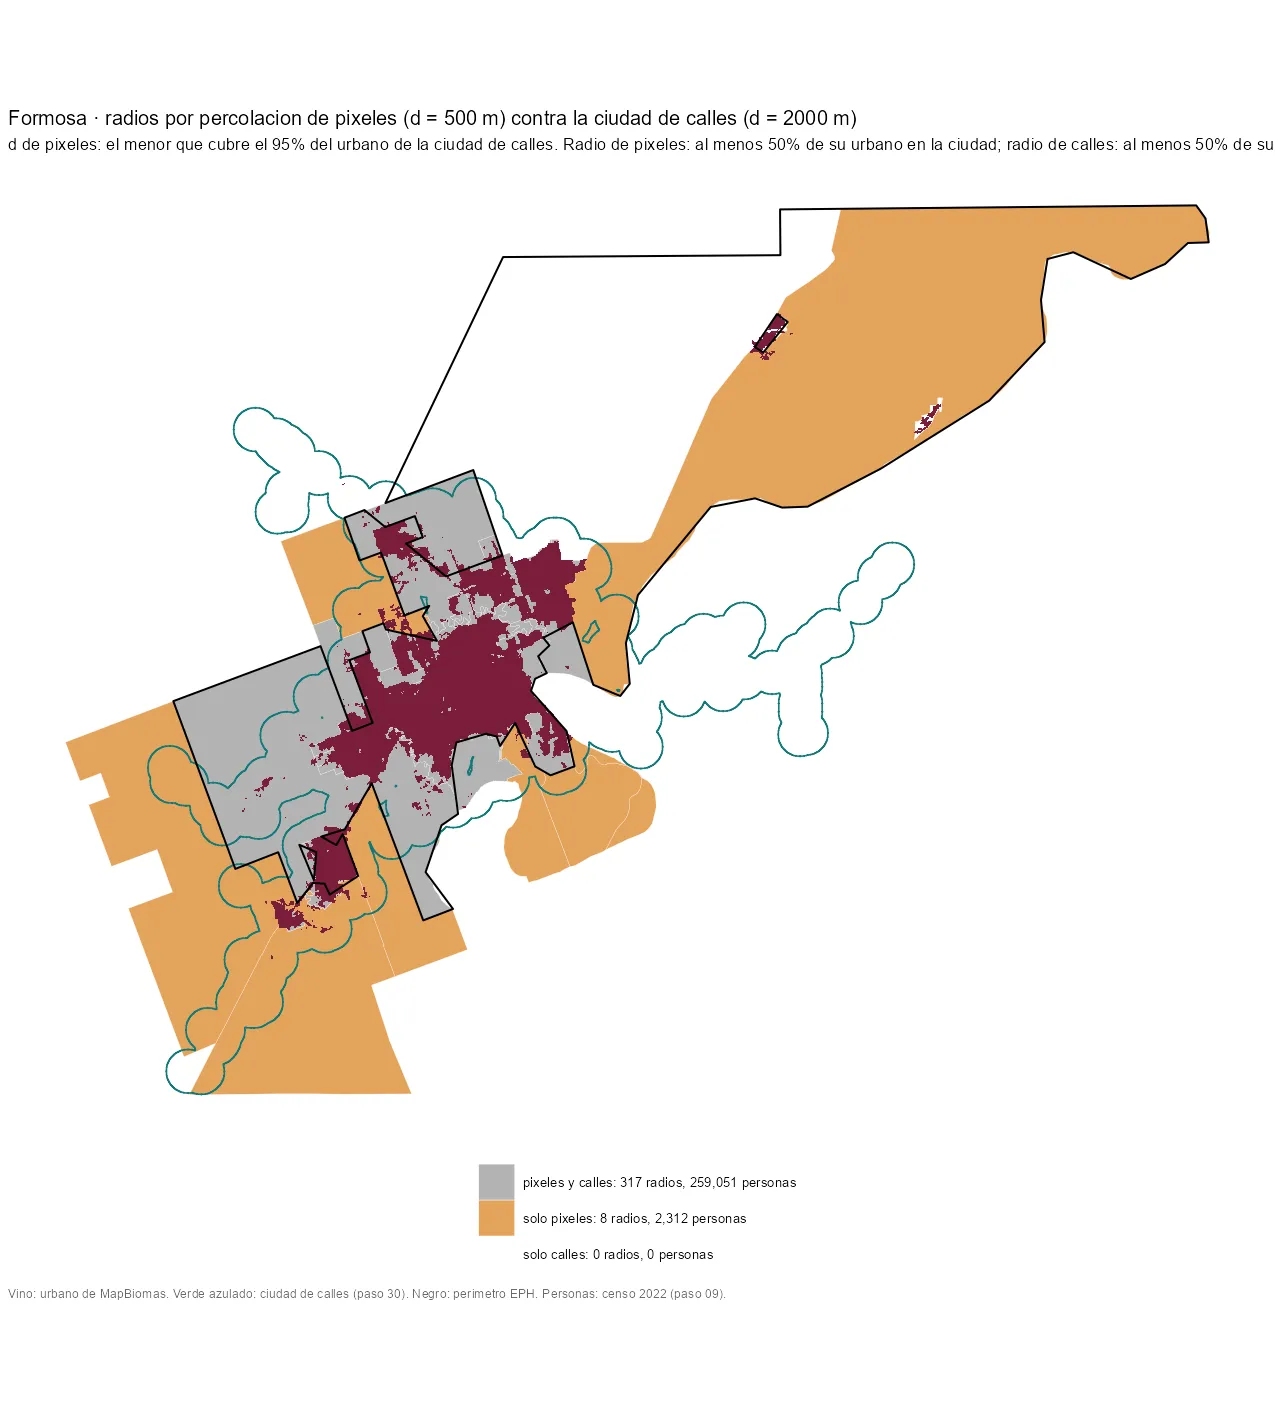 Formosa · radios por percolacion de pixeles (d = 500 m) contra la ciudad de calles (d = 2000 m)
d de pixeles: el menor que cubre el 95% del urbano de la ciudad de calles. Radio de pixeles: al menos 50% de su urbano en la ciudad; radio de calles: al menos 50% de su
pixeles y calles: 317 radios, 259,051 personas
solo pixeles: 8 radios, 2,312 personas
solo calles: 0 radios, 0 personas
Vino: urbano de MapBiomas. Verde azulado: ciudad de calles (paso 30). Negro: perimetro EPH. Personas: censo 2022 (paso 09).